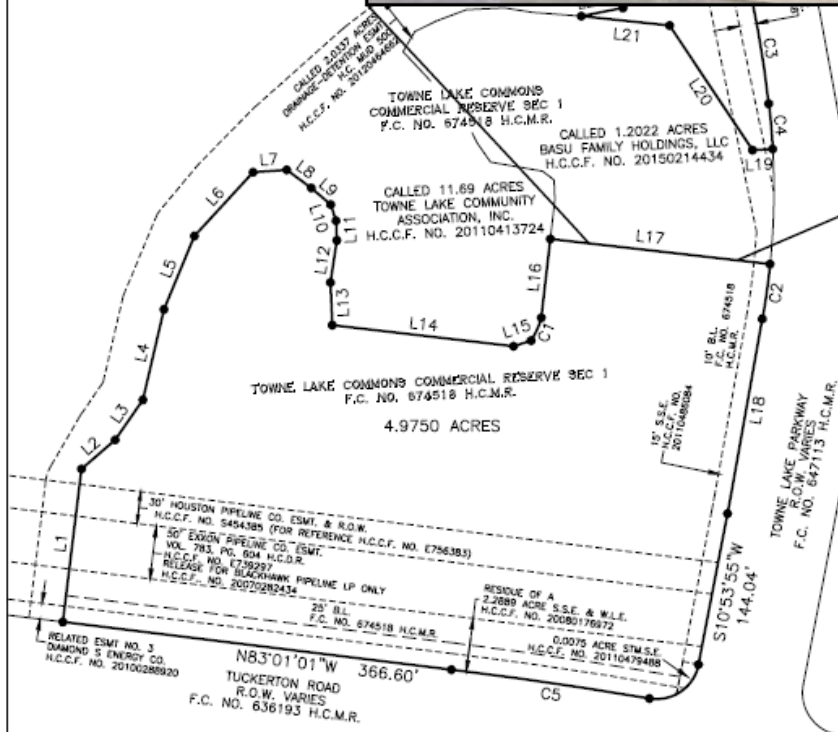 CALLED 2.0337 ACRES
DRAINAGE-DETENTION ESMT
H.C. MUD 500
H.C.C.F. NO.
L21
C3
L20
C4
TOWNE LAKE COMMONS
COMMERCIAL RESERVE SEC 1
F.C. NO. 674518 H.C.M.R.
CALLED 1.2022 ACRES
BASU FAMILY HOLDINGS, LLC
H.C.C.F. NO. 20150214434
L19
L7
L8
L9
L6
L10
L11
CALLED 11.69 ACRES
TOWNE LAKE COMMUNITY
ASSOCIATION, INC.
H.C.C.F. NO. 20110413724
L17
L5
L12
L16
C2
L13
L14
L15
C1
10' B.L.
F.C. NO. 674518
H.C.M.R.
L4
TOWNE LAKE COMMONS COMMERCIAL RESERVE SEC 1
F.C. NO. 674518 H.C.M.R.
4.9750 ACRES
L18
15' S.S.E.
H.C.C.F. NO.
20110488084
TOWNE LAKE PARKWAY
R.O.W. VARIES
F.C. NO. 647113 H.C.M.R.
L3
L2
L1
30' HOUSTON PIPELINE CO. ESMT. & R.O.W.
H.C.C.F. NO. S454385 (FOR REFERENCE H.C.C.F. NO. E756383)
50' EXXON PIPELINE CO. ESMT.
VOL. 783, PG. 604 H.C.D.R.
H.C.C.F. NO. E739297
RELEASE FOR BLACKHAWK PIPELINE LP ONLY
H.C.C.F. NO. 20070282434
25' B.L.
F.C. NO. 674518 H.C.M.R.
RESIDUE OF A
2.2689 ACRE S.S.E. & W.L.E.
H.C.C.F. NO. 20080176972
0.0075 ACRE STM.S.E.
H.C.C.F. NO. 20110479488
S10°53'55"W
144.04'
RELATED ESMT NO. 3
DIAMOND S ENERGY CO.
H.C.C.F. NO. 20100288920
N83°01'01"W 366.60'
TUCKERTON ROAD
R.O.W. VARIES
F.C. NO. 636193 H.C.M.R.
C5